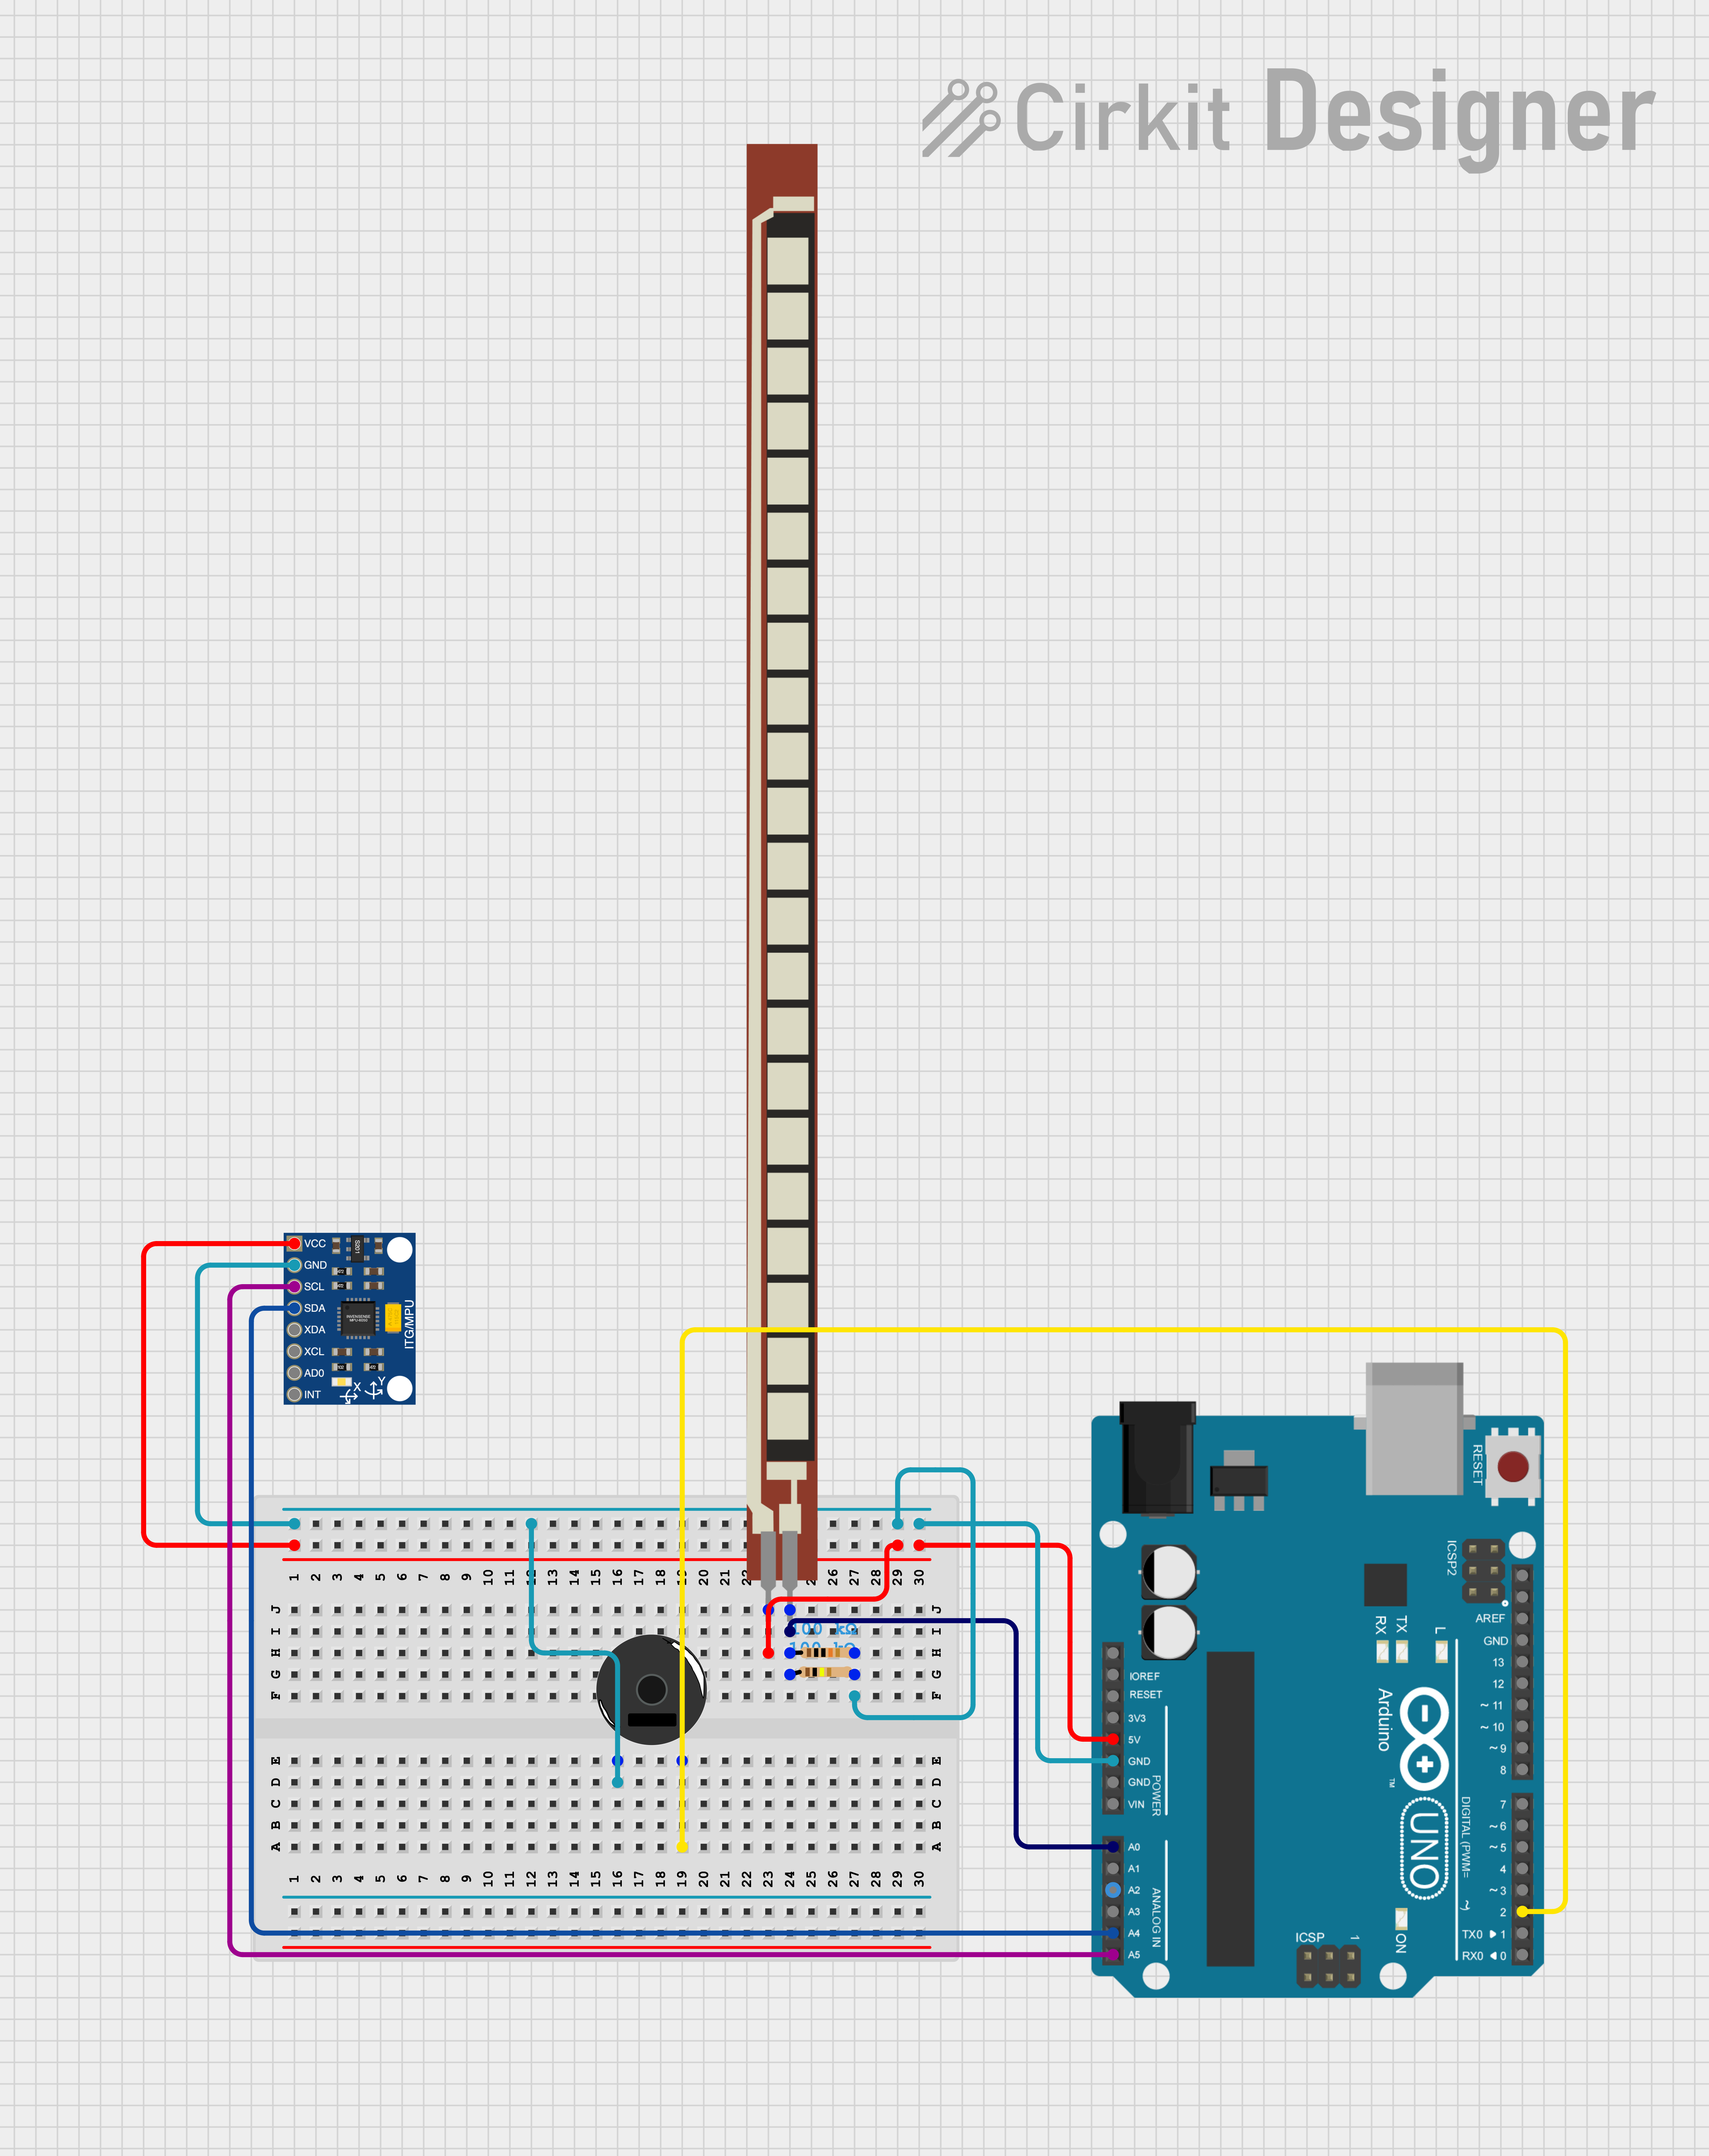 Cirkit Designer
VCC
GND
SCL
SDA
XDA
XCL
AD0
INT
ITG/MPU
X
Y
1 2 3 4 5 6 7 8 9 10 11 12 13 14 15 16 17 18 19 20 21 22 26 27 28 29 30
J J
I I
H H
G G
F F
100 kΩ
100 kΩ
E E
D D
C C
B B
A A
1 2 3 4 5 6 7 8 9 10 11 12 13 14 15 16 17 18 19 20 21 22 23 24 25 26 27 28 29 30
RESET
ICSP2
AREF
GND
13
12
~ 11
~ 10
~ 9
8
7
~ 6
~ 5
4
~ 3
2
TX0 ▶ 1
RX0 ◀ 0
RX
TX
L
IOREF
RESET
3V3
5V
GND
GND
VIN
POWER
A0
A1
A2
A3
A4
A5
ANALOG IN
Arduino
TM
UNO
DIGITAL (PWM= ~)
ON
ICSP
1